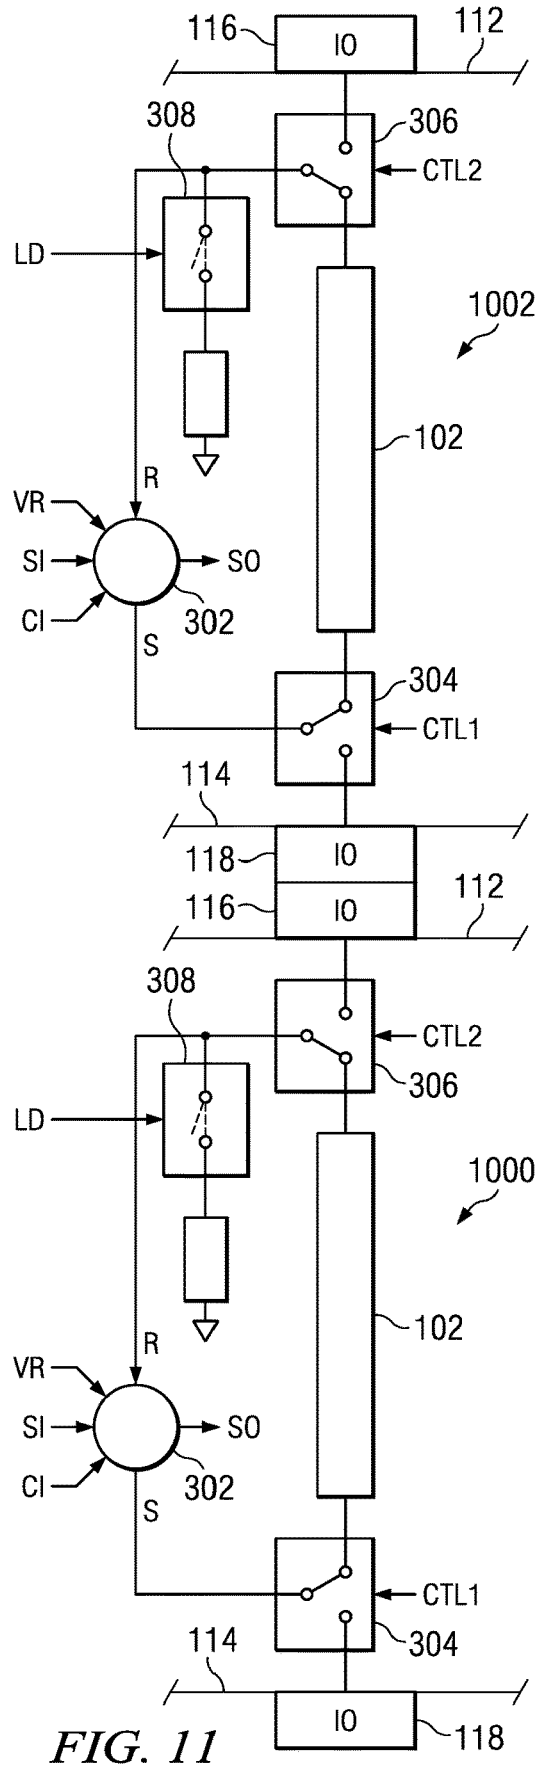 116
IO
112
308
306
CTL2
LD
1002
102
R
VR
SI
SO
CI
302
S
304
CTL1
114
118
IO
116
IO
112
308
CTL2
306
LD
1000
102
R
VR
SI
SO
CI
302
S
CTL1
304
114
IO
118
FIG. 11